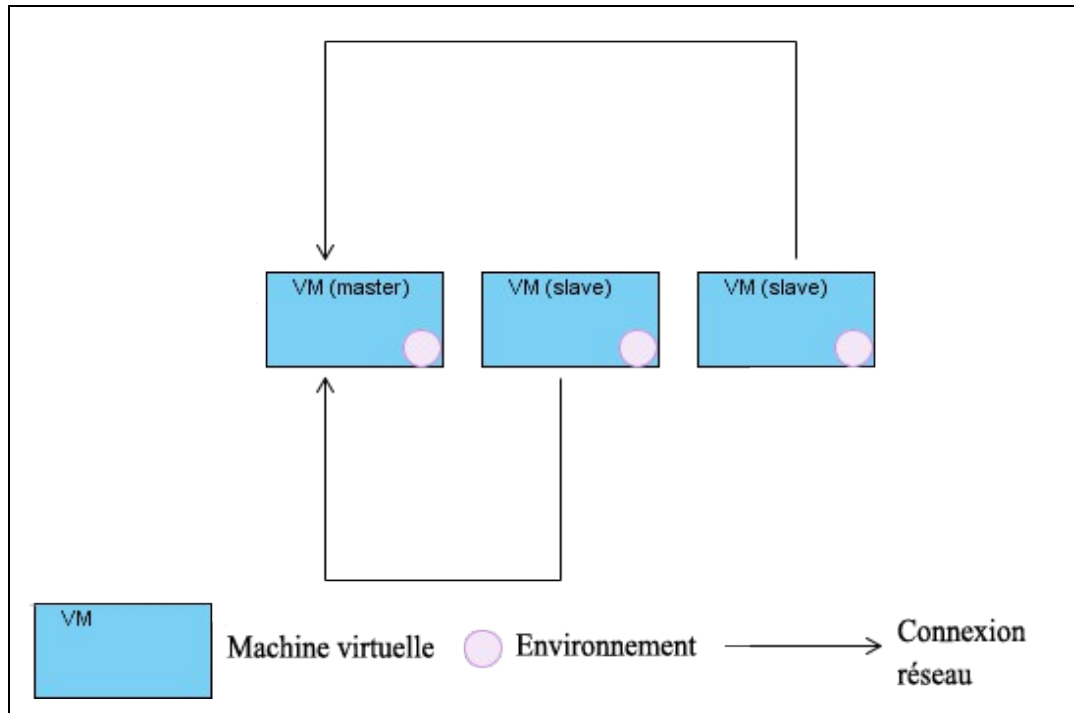 VM (master)
VM (slave)
VM (slave)
VM
Machine virtuelle
Environnement
Connexion
réseau